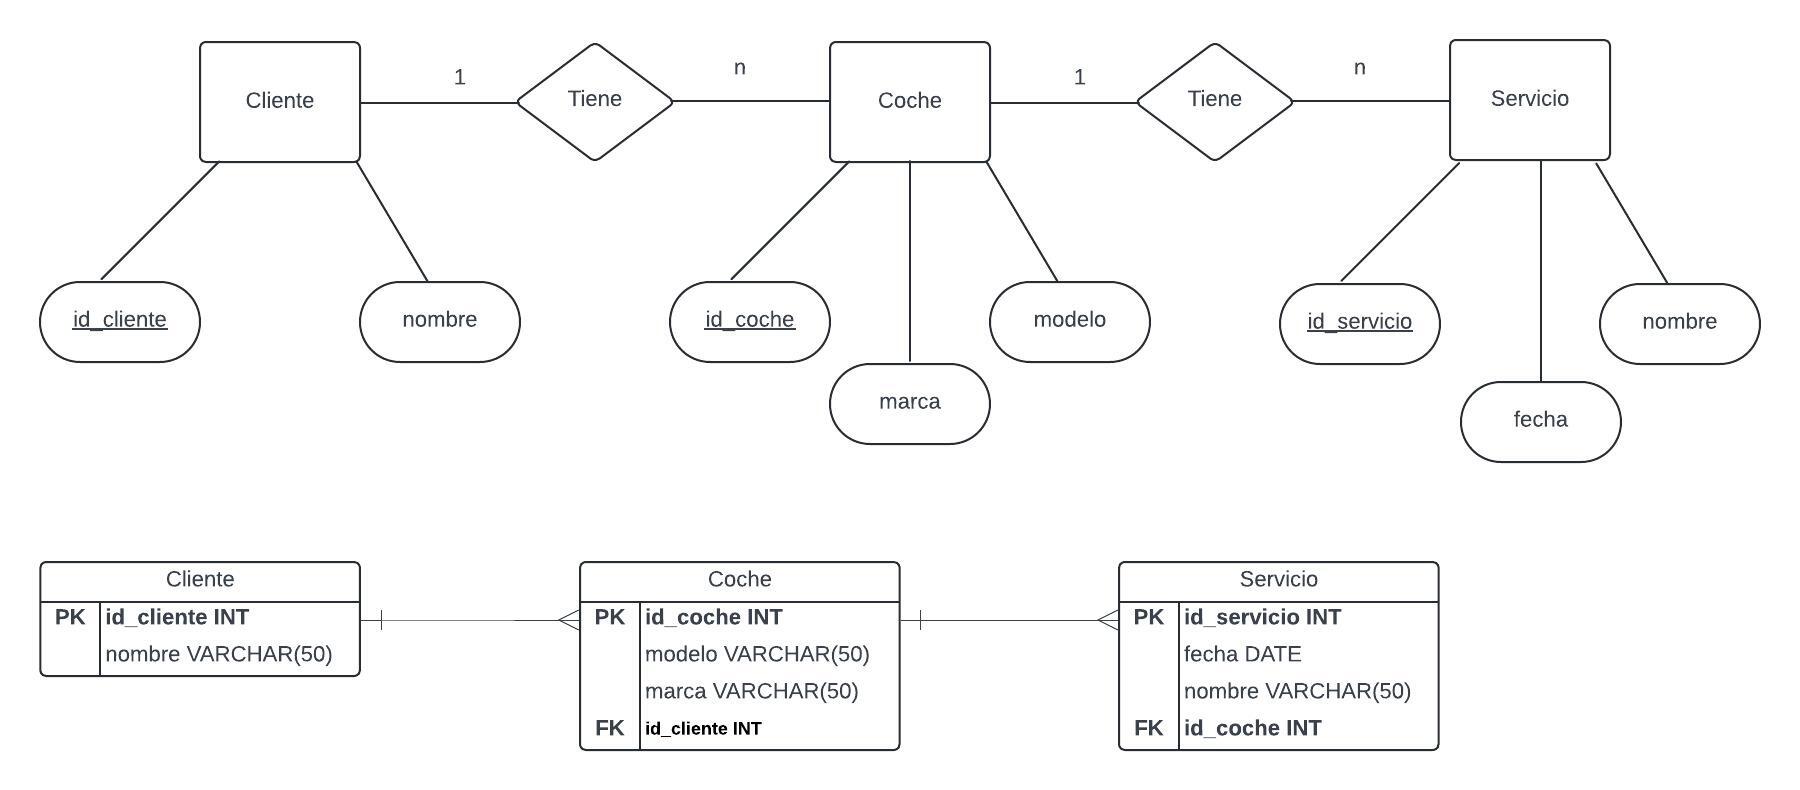 Cliente
1
Tiene
n
Coche
1
Tiene
n
Servicio
id_cliente
nombre
id_coche
marca
modelo
id_servicio
fecha
nombre
Cliente
PK id_cliente INT
nombre VARCHAR(50)
Coche
PK id_coche INT
modelo VARCHAR(50)
marca VARCHAR(50)
FK id_cliente INT
Servicio
PK id_servicio INT
fecha DATE
nombre VARCHAR(50)
FK id_coche INT